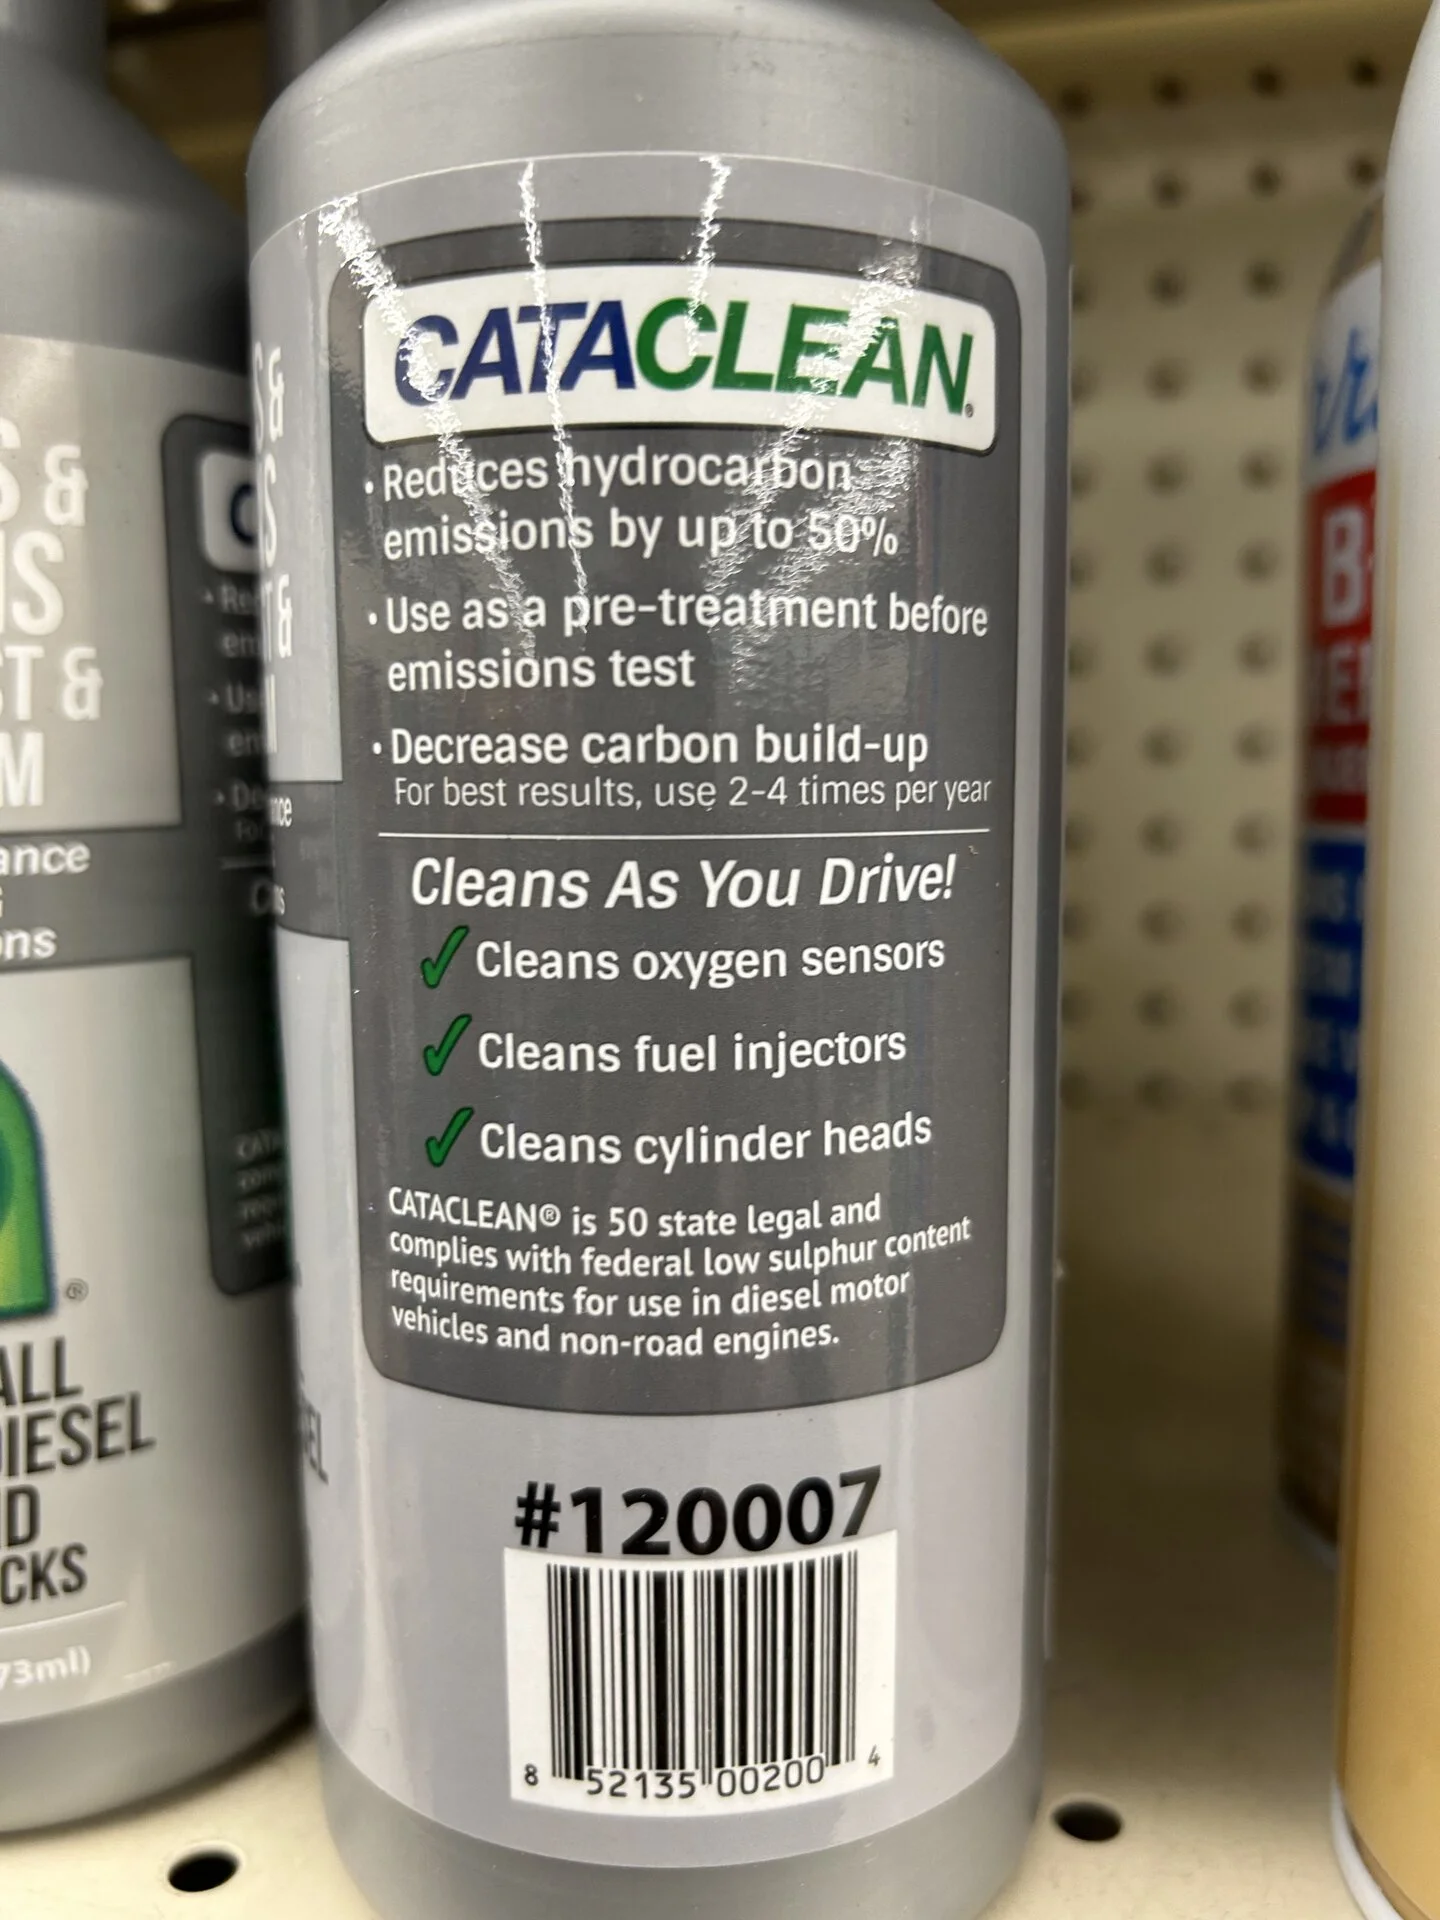 CATACLEAN®
• Reduces hydrocarbon
emissions by up to 50%
• Use as a pre-treatment before
emissions test
• Decrease carbon build-up
For best results, use 2-4 times per year
Cleans As You Drive!
✓ Cleans oxygen sensors
✓ Cleans fuel injectors
✓ Cleans cylinder heads
CATACLEAN® is 50 state legal and
complies with federal low sulphur content
requirements for use in diesel motor
vehicles and non-road engines.
#120007
8 52135 00200 4
&
&
ALL
DIESEL
73ml)